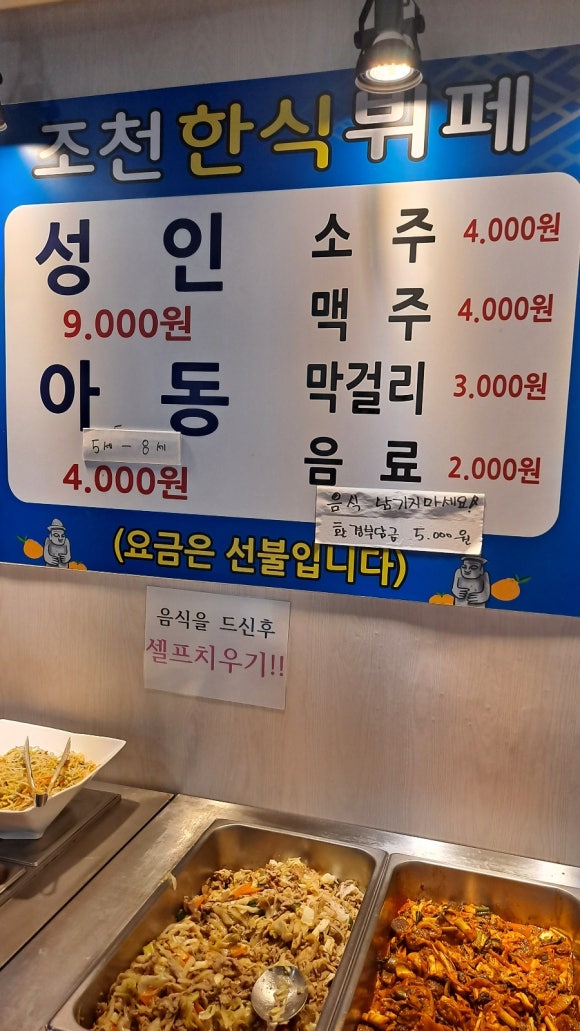 조천 한식뷔페
성 인
9.000원
아 동
5세 - 8세
4.000원
소 주 4.000원
맥 주 4.000원
막걸리 3.000원
음 료 2.000원
음식 남기지마세요!
환경부담금 5.000원
(요금은 선불입니다)
음식을 드신후
셀프치우기!!